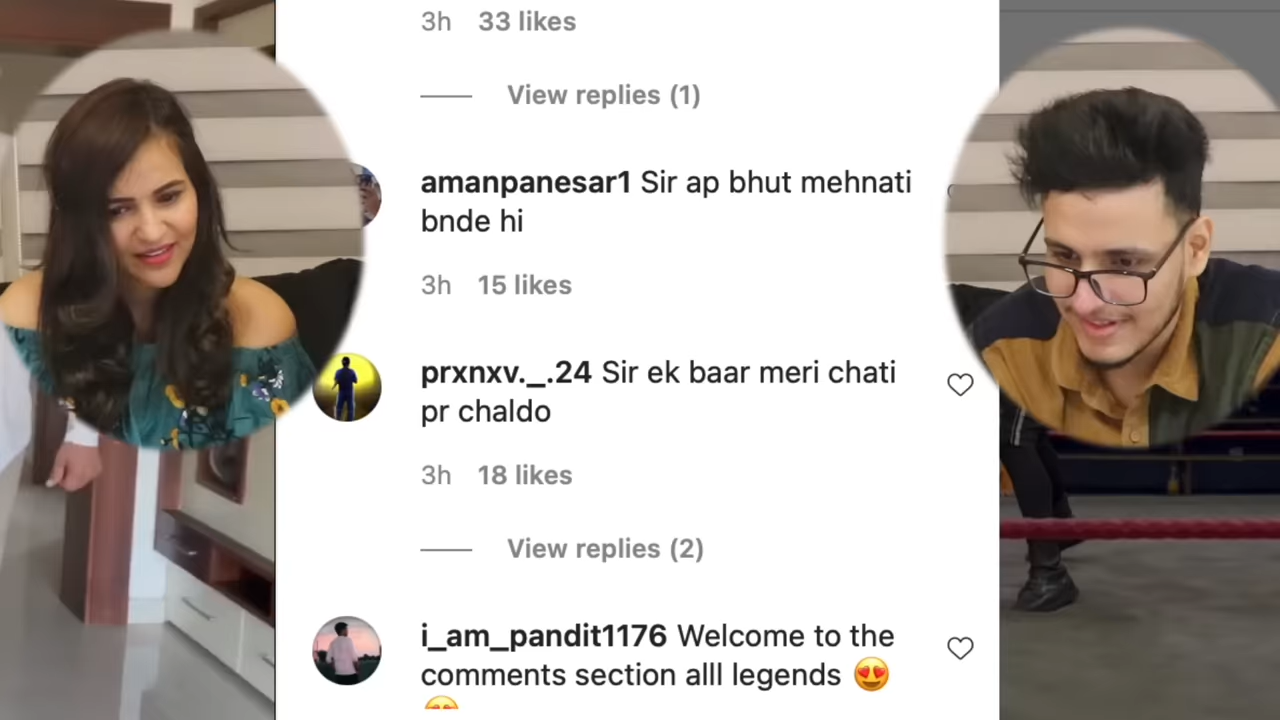 3h 33 likes
View replies (1)
amanpanesar1 Sir ap bhut mehnati
bnde hi
3h 15 likes
prxnxv._.24 Sir ek baar meri chati
pr chaldo
3h 18 likes
View replies (2)
i_am_pandit1176 Welcome to the
comments section alll legends 😍